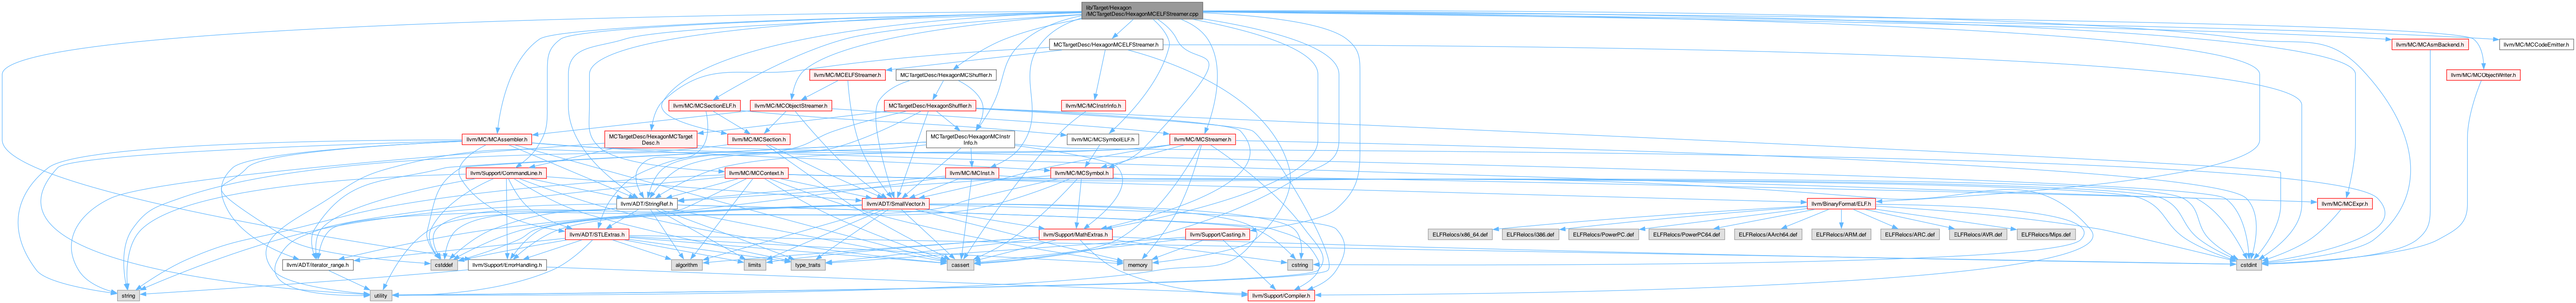 lib/Target/Hexagon
/MCTargetDesc/HexagonMCELFStreamer.cpp
MCTargetDesc/HexagonMCELFStreamer.h
llvm/MC/MCAsmBackend.h
llvm/MC/MCCodeEmitter.h
llvm/MC/MCELFStreamer.h
MCTargetDesc/HexagonMCShuffler.h
llvm/MC/MCObjectWriter.h
llvm/MC/MCSectionELF.h
llvm/MC/MCObjectStreamer.h
MCTargetDesc/HexagonShuffler.h
llvm/MC/MCInstrInfo.h
llvm/MC/MCAssembler.h
MCTargetDesc/HexagonMCTarget
Desc.h
llvm/MC/MCSection.h
MCTargetDesc/HexagonMCInstr
Info.h
llvm/MC/MCSymbolELF.h
llvm/MC/MCStreamer.h
llvm/Support/CommandLine.h
llvm/MC/MCContext.h
llvm/MC/MCInst.h
llvm/MC/MCSymbol.h
llvm/ADT/StringRef.h
llvm/ADT/SmallVector.h
llvm/BinaryFormat/ELF.h
llvm/MC/MCExpr.h
llvm/ADT/STLExtras.h
llvm/Support/MathExtras.h
llvm/Support/Casting.h
ELFRelocs/x86_64.def
ELFRelocs/i386.def
ELFRelocs/PowerPC.def
ELFRelocs/PowerPC64.def
ELFRelocs/AArch64.def
ELFRelocs/ARM.def
ELFRelocs/ARC.def
ELFRelocs/AVR.def
ELFRelocs/Mips.def
llvm/ADT/iterator_range.h
cstddef
llvm/Support/ErrorHandling.h
algorithm
limits
type_traits
cassert
memory
cstring
cstdint
string
utility
llvm/Support/Compiler.h